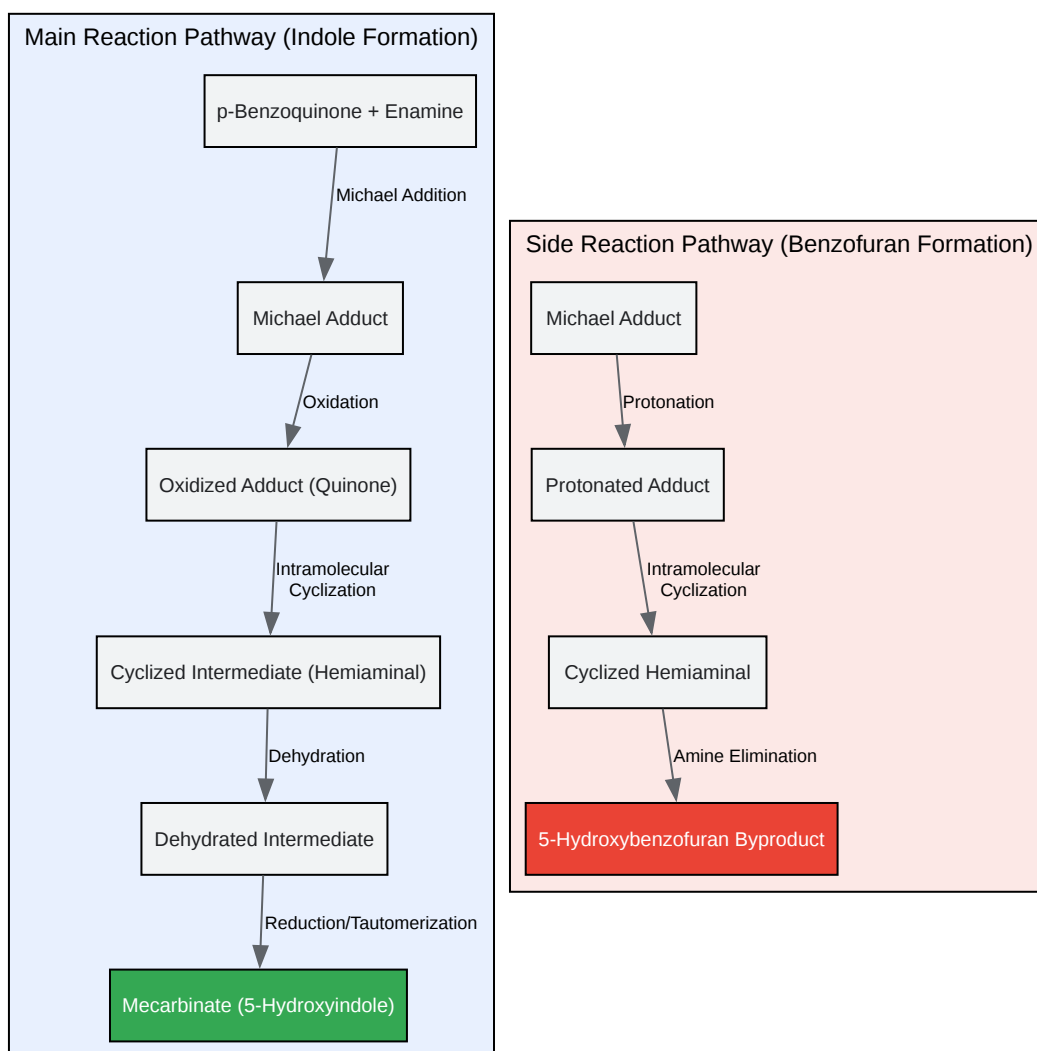 Main Reaction Pathway (Indole Formation)
p-Benzoquinone + Enamine
Michael Addition
Michael Adduct
Oxidation
Oxidized Adduct (Quinone)
Intramolecular
Cyclization
Cyclized Intermediate (Hemiaminal)
Dehydration
Dehydrated Intermediate
Reduction/Tautomerization
Mecarbinate (5-Hydroxyindole)
Side Reaction Pathway (Benzofuran Formation)
Michael Adduct
Protonation
Protonated Adduct
Intramolecular
Cyclization
Cyclized Hemiaminal
Amine Elimination
5-Hydroxybenzofuran Byproduct